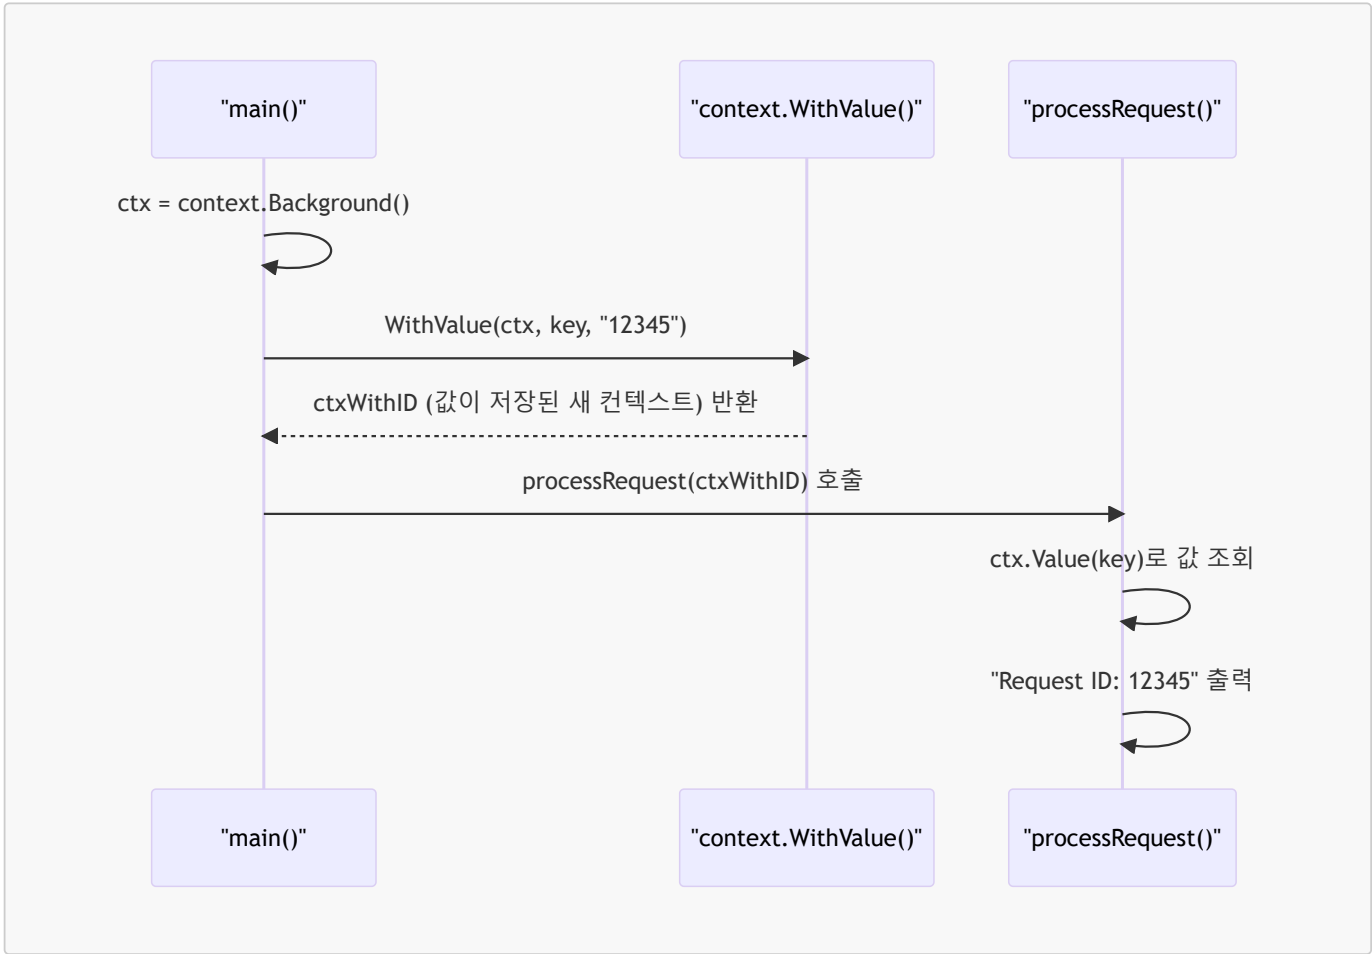 "main()"
"context.WithValue()"
"processRequest()"
ctx = context.Background()
WithValue(ctx, key, "12345")
ctxWithID (값이 저장된 새 컨텍스트) 반환
processRequest(ctxWithID) 호출
ctx.Value(key)로 값 조회
"Request ID: 12345" 출력
"main()"
"context.WithValue()"
"processRequest()"